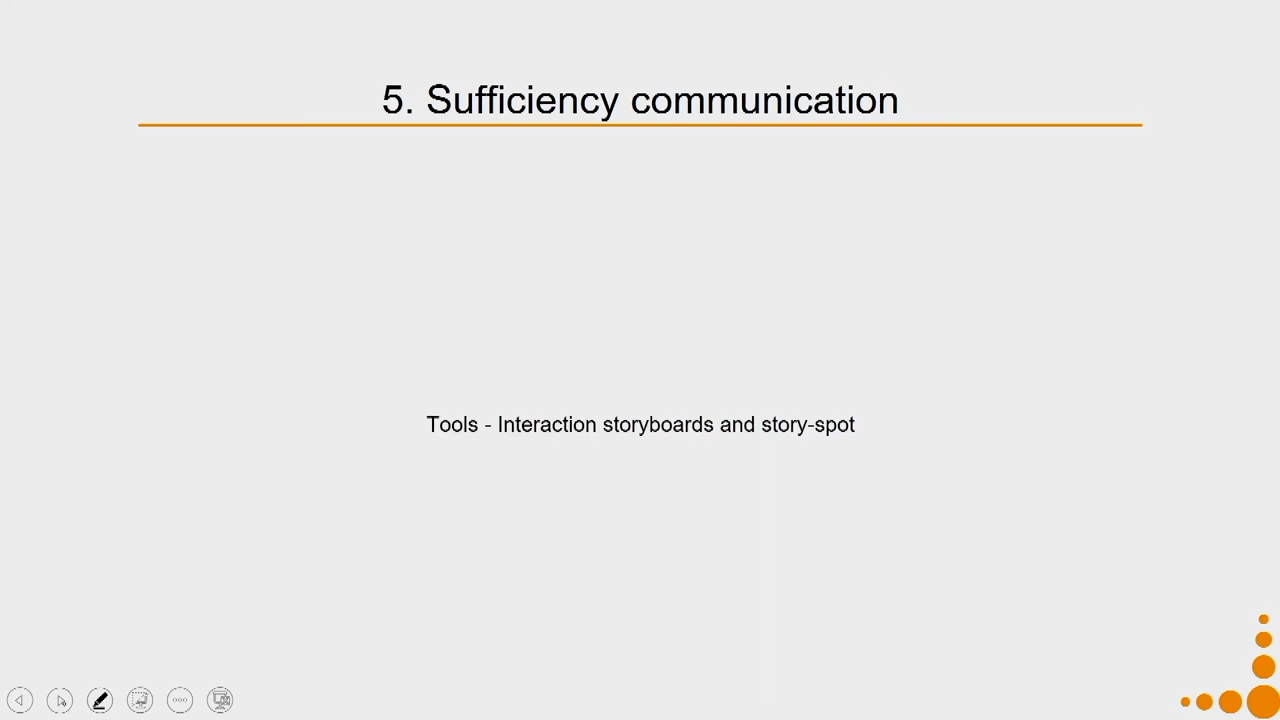 5. Sufficiency communication
Tools - Interaction storyboards and story-spot